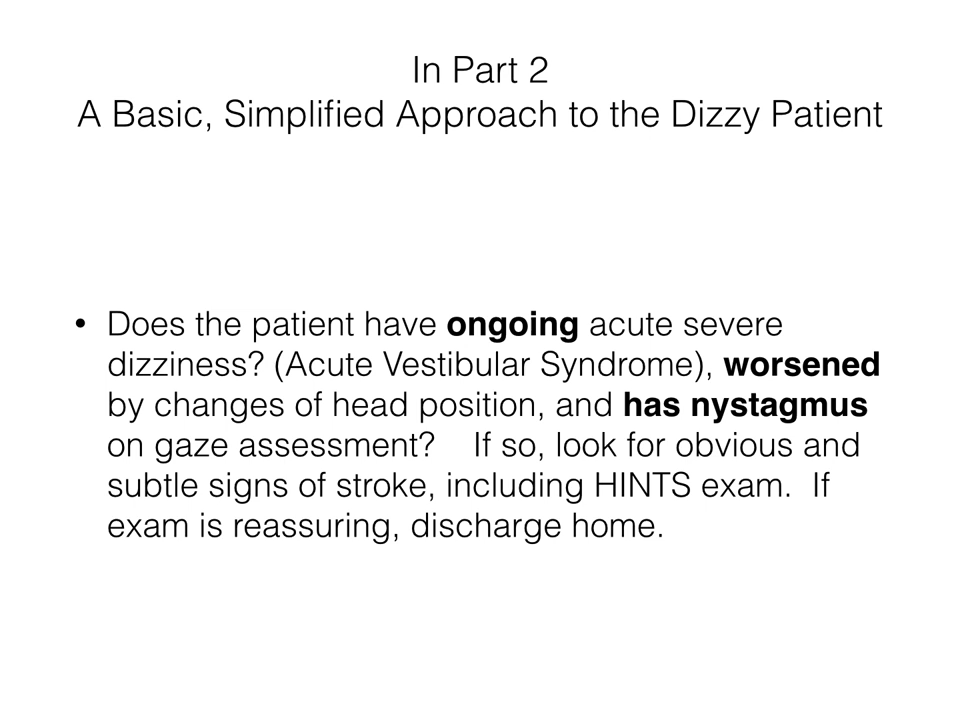 In Part 2
A Basic, Simplified Approach to the Dizzy Patient
• Does the patient have ongoing acute severe
dizziness? (Acute Vestibular Syndrome), worsened
by changes of head position, and has nystagmus
on gaze assessment?    If so, look for obvious and
subtle signs of stroke, including HINTS exam.  If
exam is reassuring, discharge home.